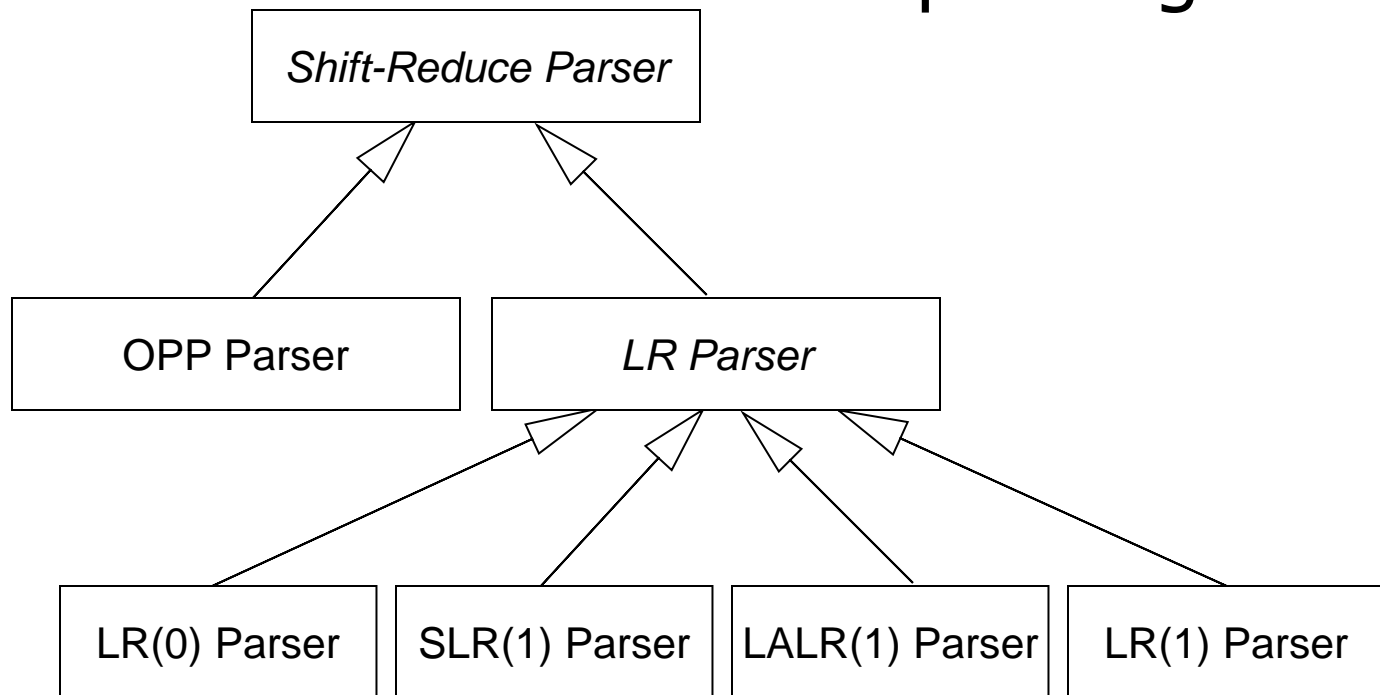 Shift-Reduce Parser
OPP Parser
LR Parser
LR(0) Parser
SLR(1) Parser
LALR(1) Parser
LR(1) Parser